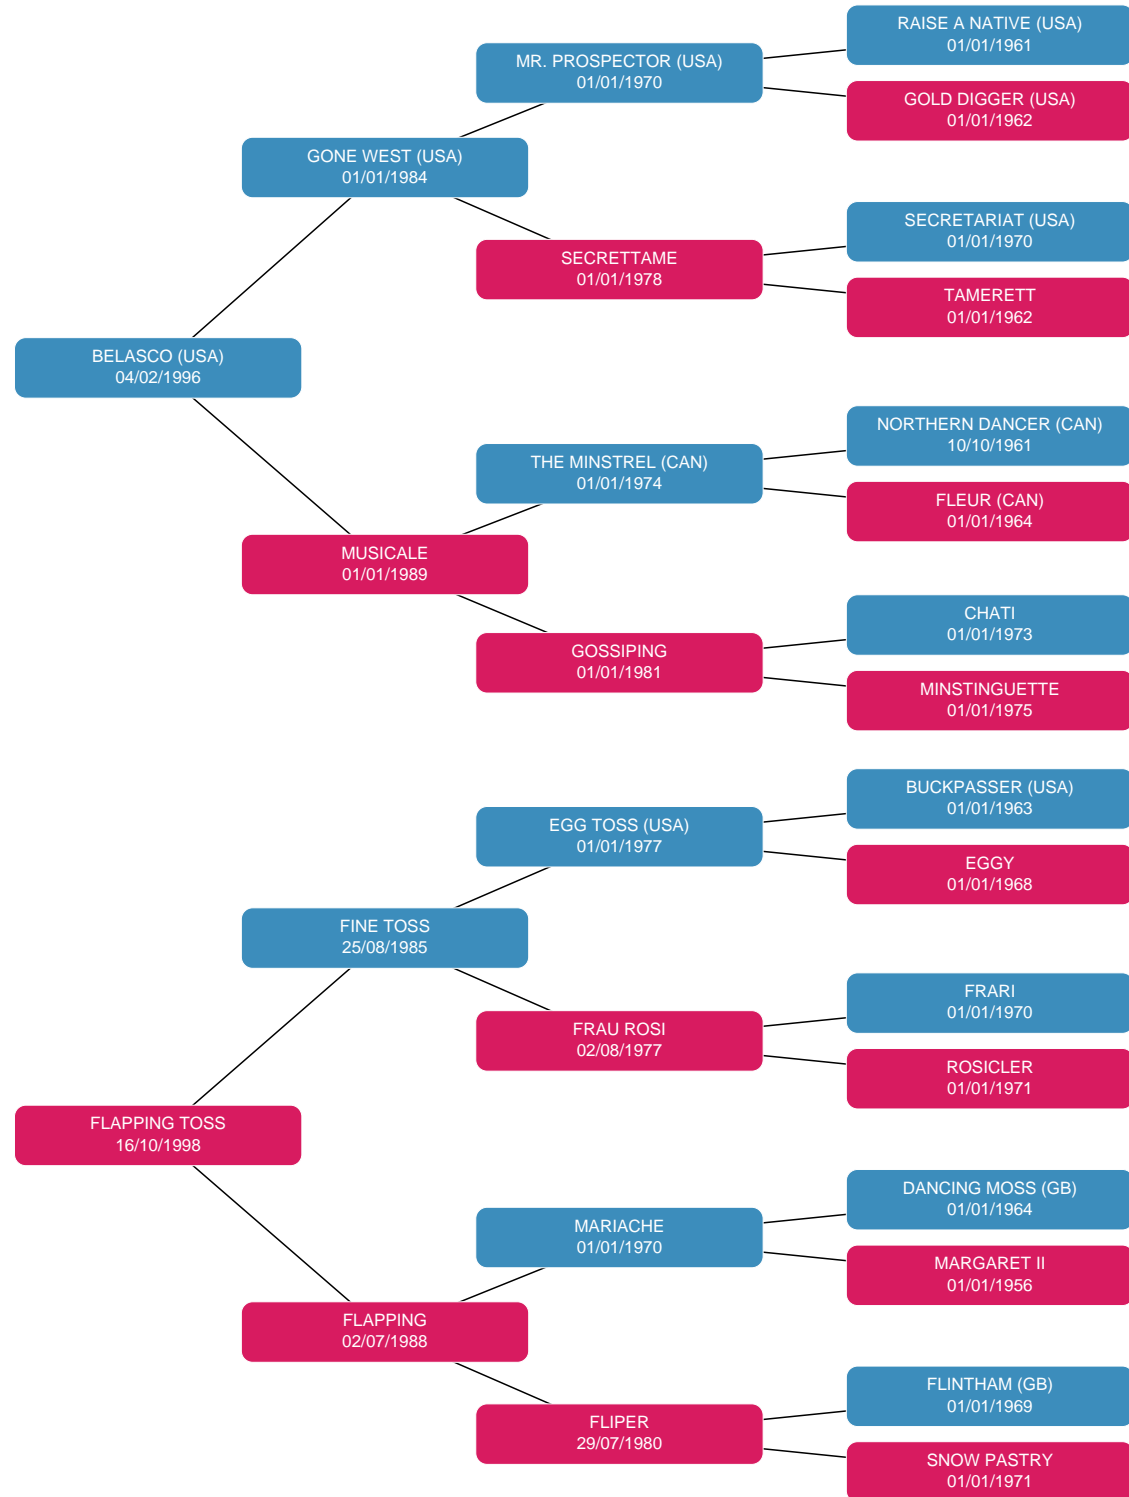 RAISE A NATIVE (USA)
01/01/1961
MR. PROSPECTOR (USA)
01/01/1970
GOLD DIGGER (USA)
01/01/1962
GONE WEST (USA)
01/01/1984
SECRETARIAT (USA)
01/01/1970
SECRETTAME
01/01/1978
TAMERETT
01/01/1962
BELASCO (USA)
04/02/1996
NORTHERN DANCER (CAN)
10/10/1961
THE MINSTREL (CAN)
01/01/1974
FLEUR (CAN)
01/01/1964
MUSICALE
01/01/1989
CHATI
01/01/1973
GOSSIPING
01/01/1981
MINSTINGUETTE
01/01/1975
BUCKPASSER (USA)
01/01/1963
EGG TOSS (USA)
01/01/1977
EGGY
01/01/1968
FINE TOSS
25/08/1985
FRARI
01/01/1970
FRAU ROSI
02/08/1977
ROSICLER
01/01/1971
FLAPPING TOSS
16/10/1998
DANCING MOSS (GB)
01/01/1964
MARIACHE
01/01/1970
MARGARET II
01/01/1956
FLAPPING
02/07/1988
FLINTHAM (GB)
01/01/1969
FLIPER
29/07/1980
SNOW PASTRY
01/01/1971